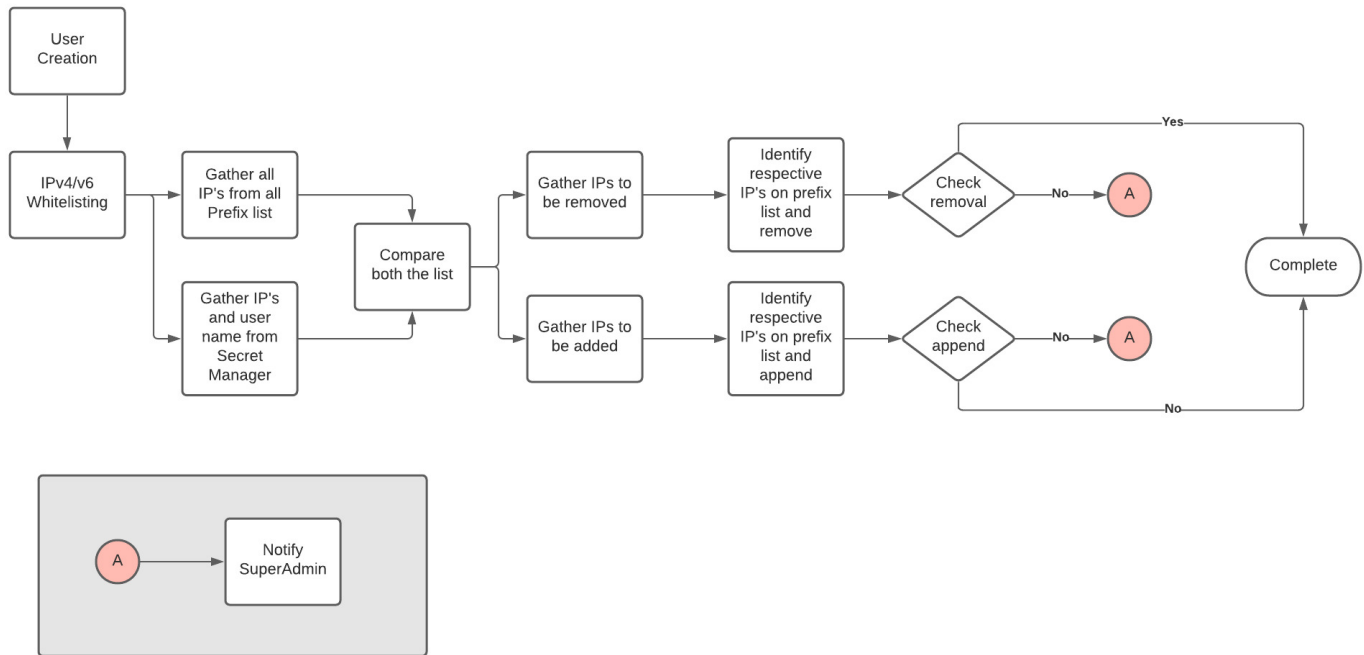 User
Creation
IPv4/v6
Whitelisting
Gather all
IP's from all
Prefix list
Gather IP's
and user
name from
Secret
Manager
Compare
both the list
Gather IPs to
be removed
Identify
respective
IP's on prefix
list and
remove
Check
removal
Yes
No
A
Gather IPs to
be added
Identify
respective
IP's on prefix
list and
append
Check
append
No
A
No
Complete
A
Notify
SuperAdmin